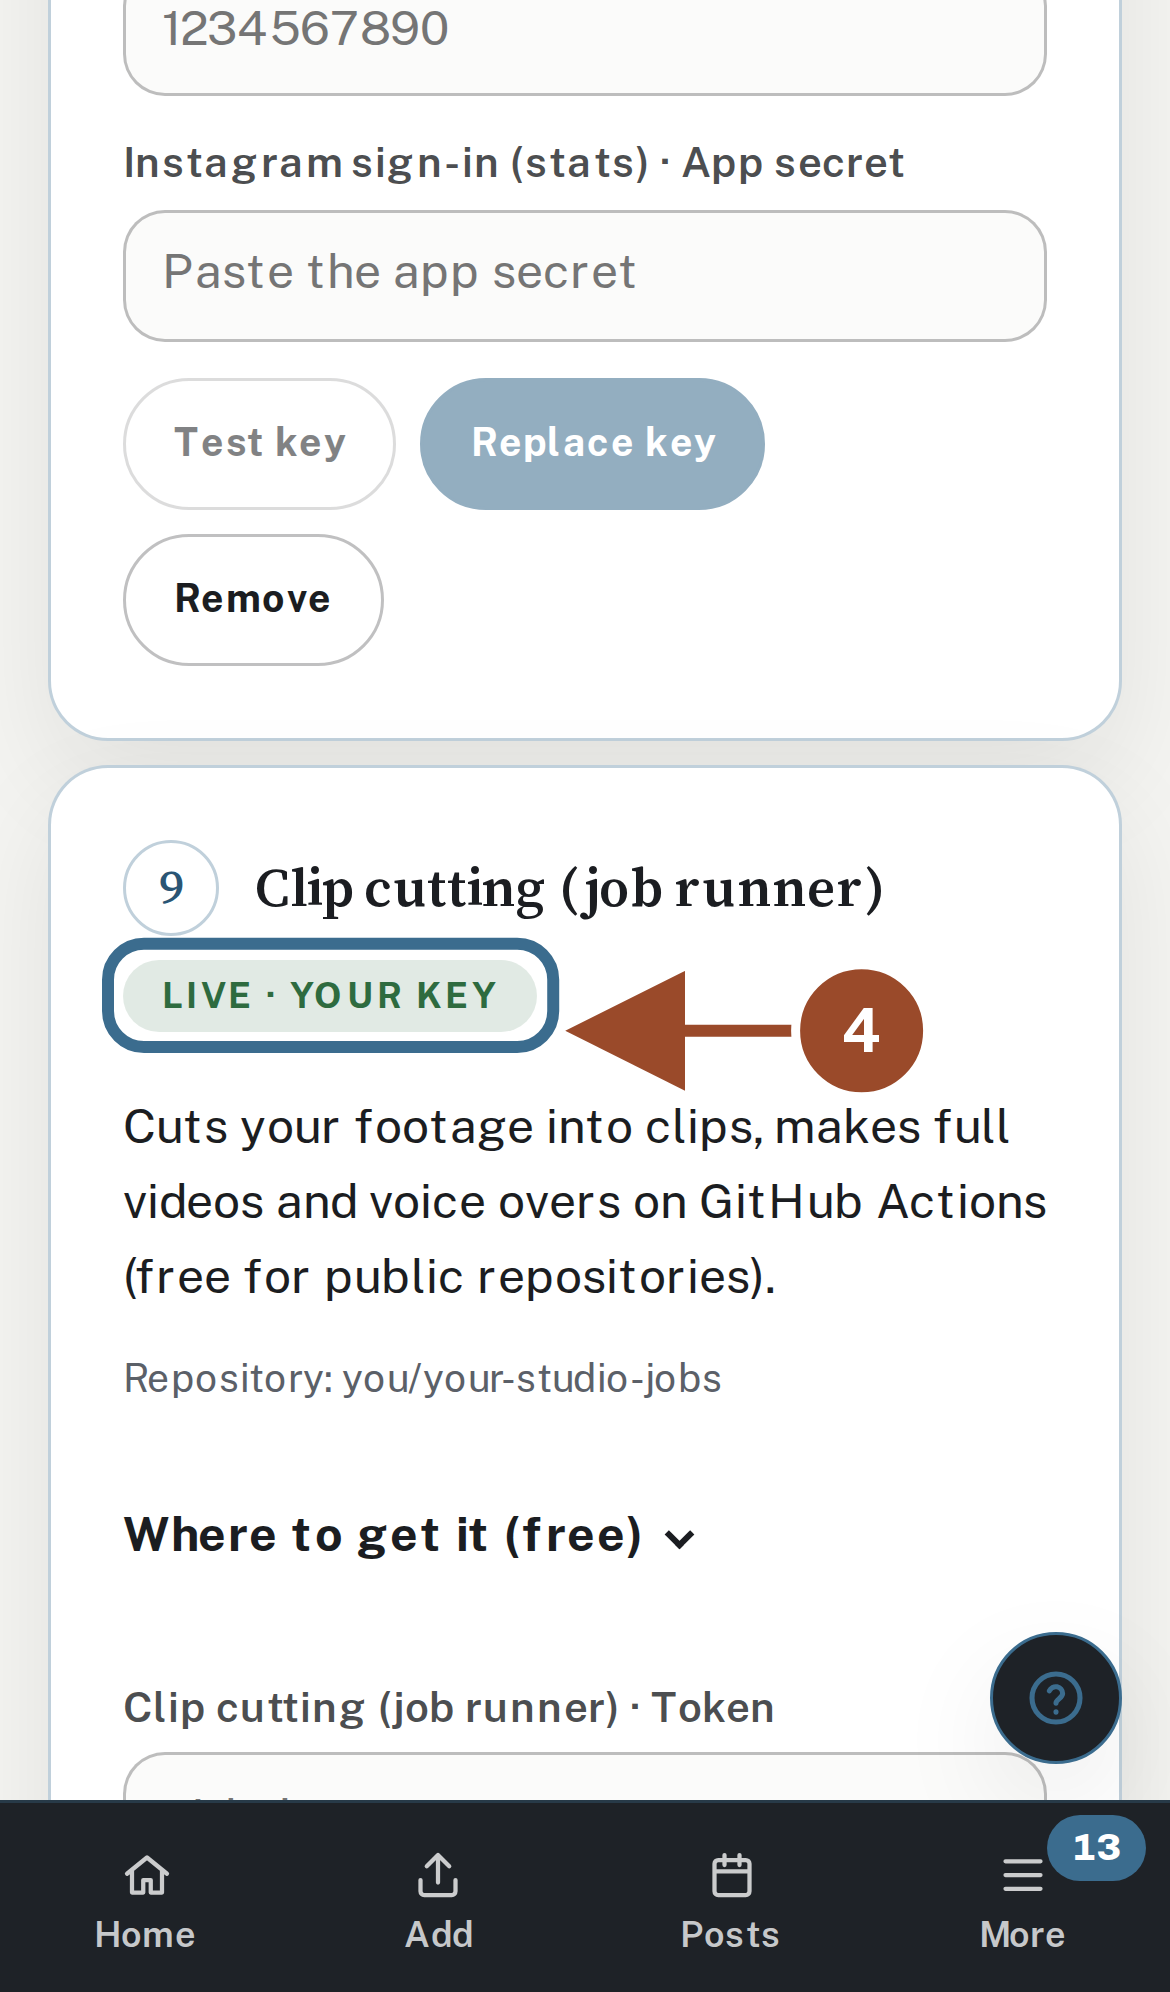 1234567890
Instagram sign-in (stats) · App secret
Paste the app secret
Test key
Replace key
Remove
9
Clip cutting (job runner)
LIVE · YOUR KEY
4
Cuts your footage into clips, makes full
videos and voice overs on GitHub Actions
(free for public repositories).
Repository: you/your-studio-jobs
Where to get it (free)
Clip cutting (job runner) · Token
13
Home
Add
Posts
More